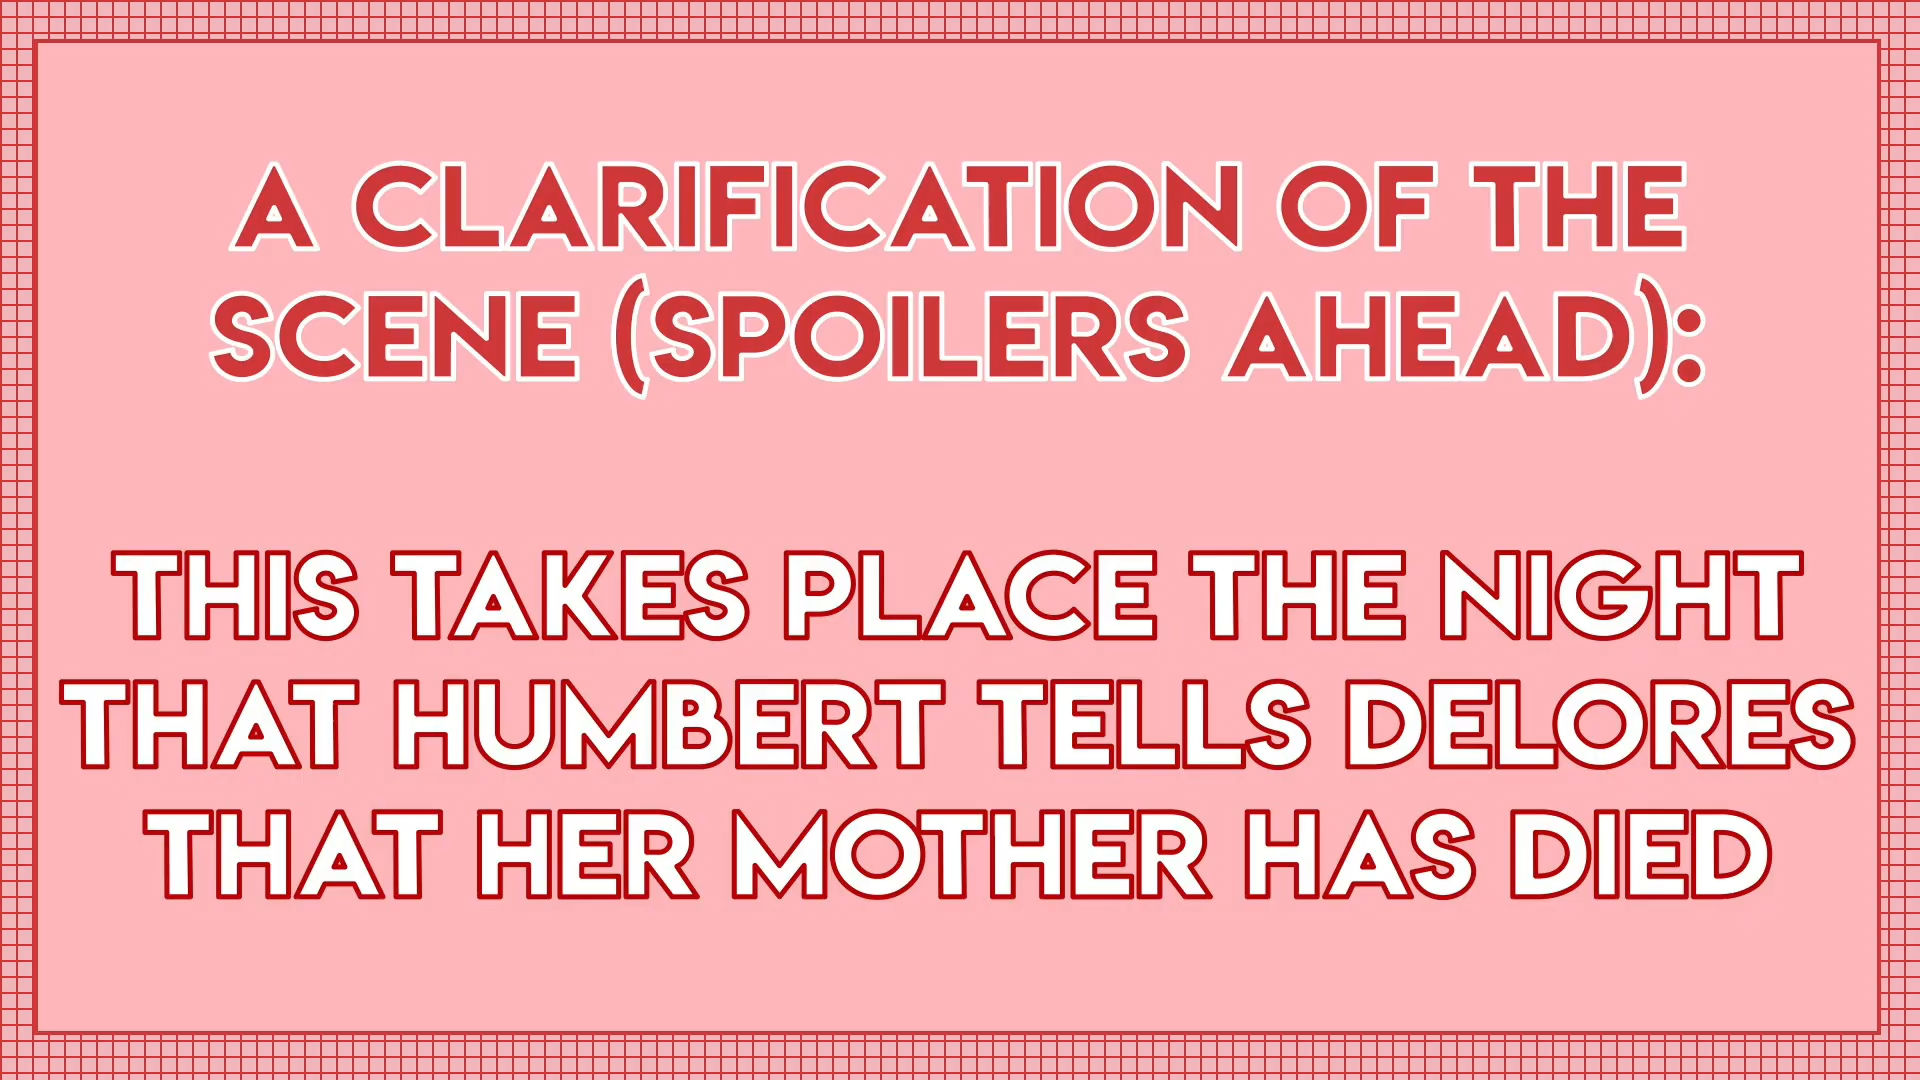 A CLARIFICATION OF THE
SCENE (SPOILERS AHEAD):
THIS TAKES PLACE THE NIGHT
THAT HUMBERT TELLS DELORES
THAT HER MOTHER HAS DIED